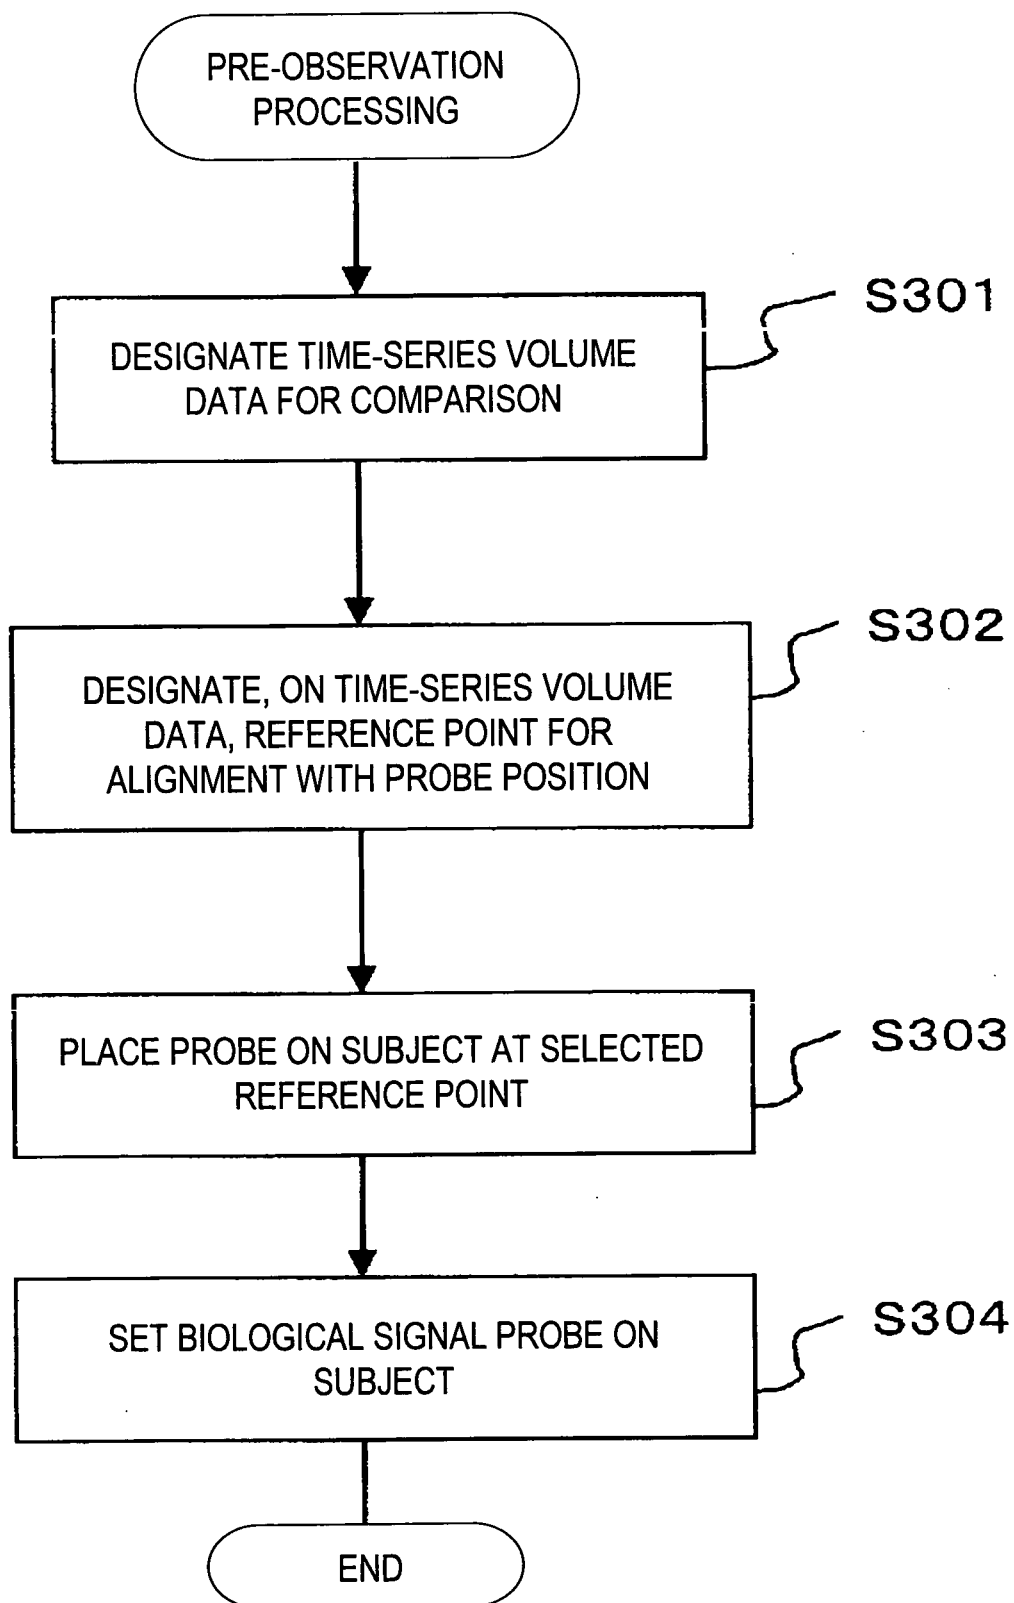 PRE-OBSERVATION
PROCESSING
S301
DESIGNATE TIME-SERIES VOLUME
DATA FOR COMPARISON
S302
DESIGNATE, ON TIME-SERIES VOLUME
DATA, REFERENCE POINT FOR
ALIGNMENT WITH PROBE POSITION
S303
PLACE PROBE ON SUBJECT AT SELECTED
REFERENCE POINT
S304
SET BIOLOGICAL SIGNAL PROBE ON
SUBJECT
END